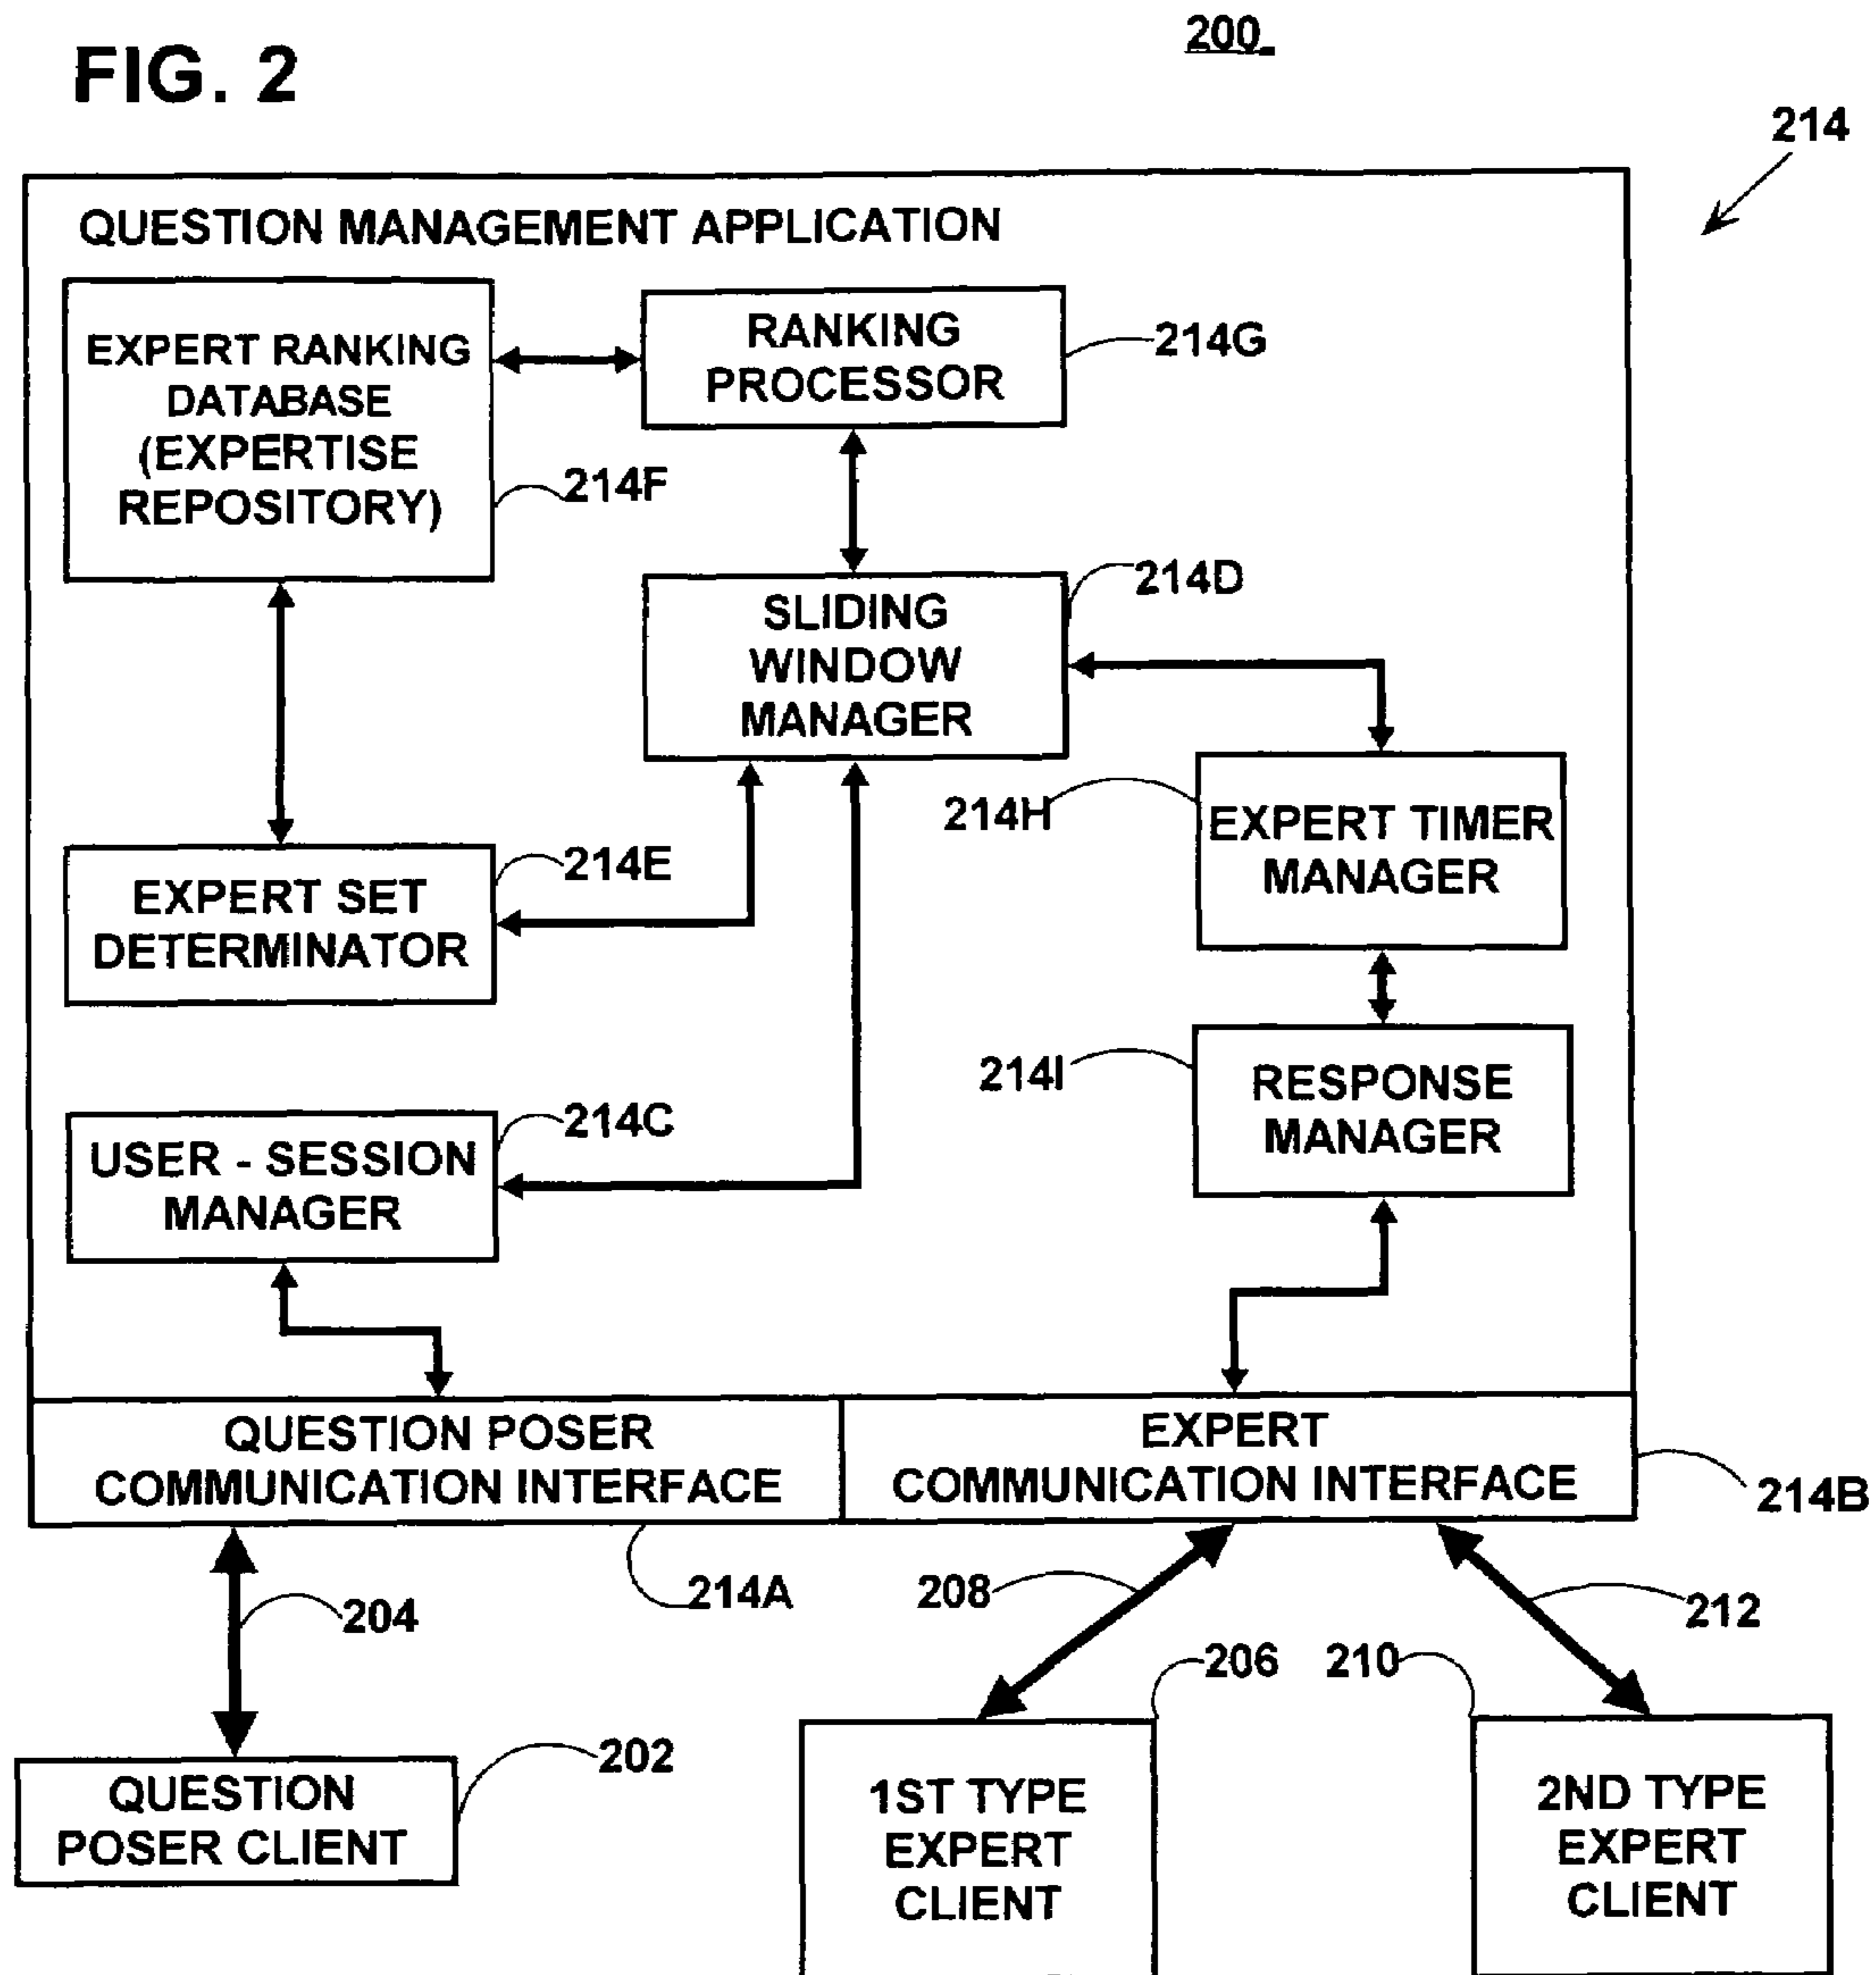 FIG. 2
200
214
QUESTION MANAGEMENT APPLICATION
EXPERT RANKING
DATABASE
(EXPERTISE
REPOSITORY)
214F
RANKING
PROCESSOR
214G
SLIDING
WINDOW
MANAGER
214D
214H
EXPERT TIMER
MANAGER
EXPERT SET
DETERMINATOR
214E
214I
RESPONSE
MANAGER
USER - SESSION
MANAGER
214C
QUESTION POSER
COMMUNICATION INTERFACE
EXPERT
COMMUNICATION INTERFACE
214B
214A
204
208
212
206
210
202
QUESTION
POSER CLIENT
1ST TYPE
EXPERT
CLIENT
2ND TYPE
EXPERT
CLIENT